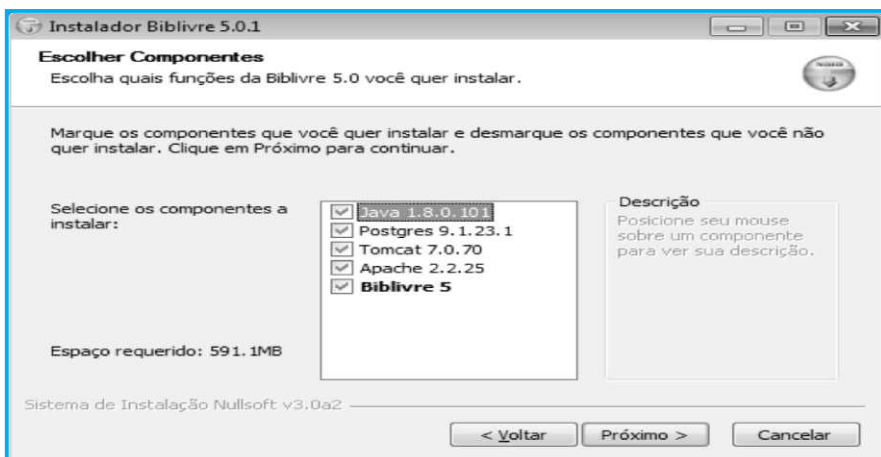 Instalador Biblivre 5.0.1
Escolher Componentes
Escolha quais funções da Biblivre 5.0 você quer instalar.
Marque os componentes que você quer instalar e desmarque os componentes que você não
quer instalar. Clique em Próximo para continuar.
Selecione os componentes a
instalar:
Java 1.8.0.101
Postgres 9.1.23.1
Tomcat 7.0.70
Apache 2.2.25
Biblivre 5
Descrição
Posicione seu mouse
sobre um componente
para ver sua descrição.
Espaço requerido: 591.1MB
Sistema de Instalação Nullsoft v3.0a2
< Voltar
Próximo >
Cancelar